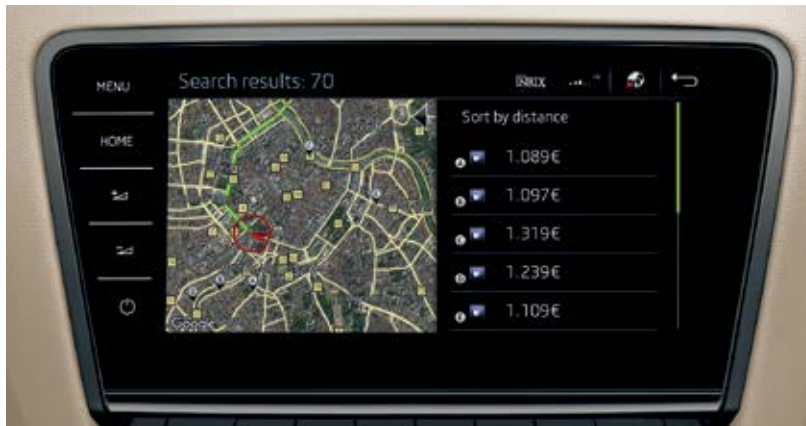 MENU
Search results: 70
INRIX
HOME
Sort by distance
A 1.089€
B 1.097€
C 1.319€
D 1.239€
E 1.109€
Google